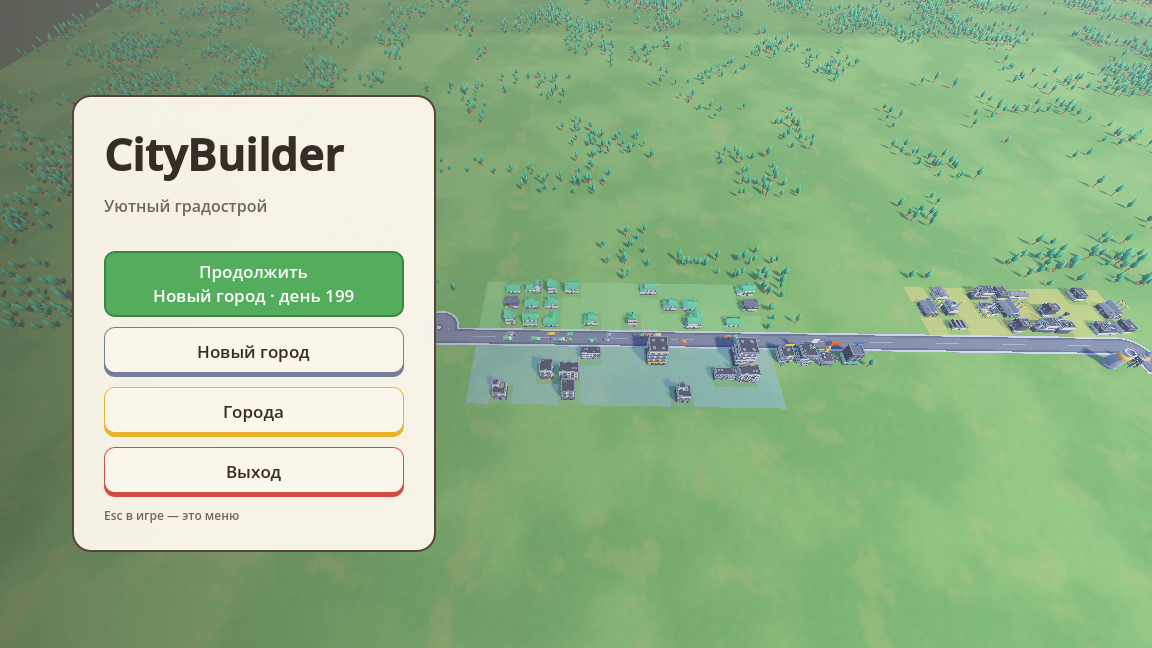 CityBuilder
Уютный градострой
Продолжить
Новый город · день 199
Новый город
Города
Выход
Esc в игре — это меню